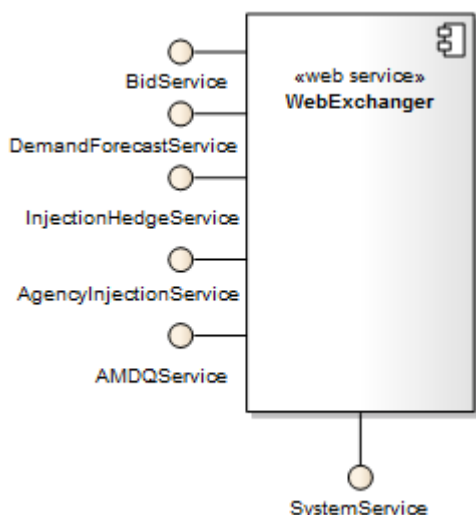 BidService
«web service»
WebExchanger
DemandForecastService
InjectionHedgeService
AgencyInjectionService
AMDQService
SystemService